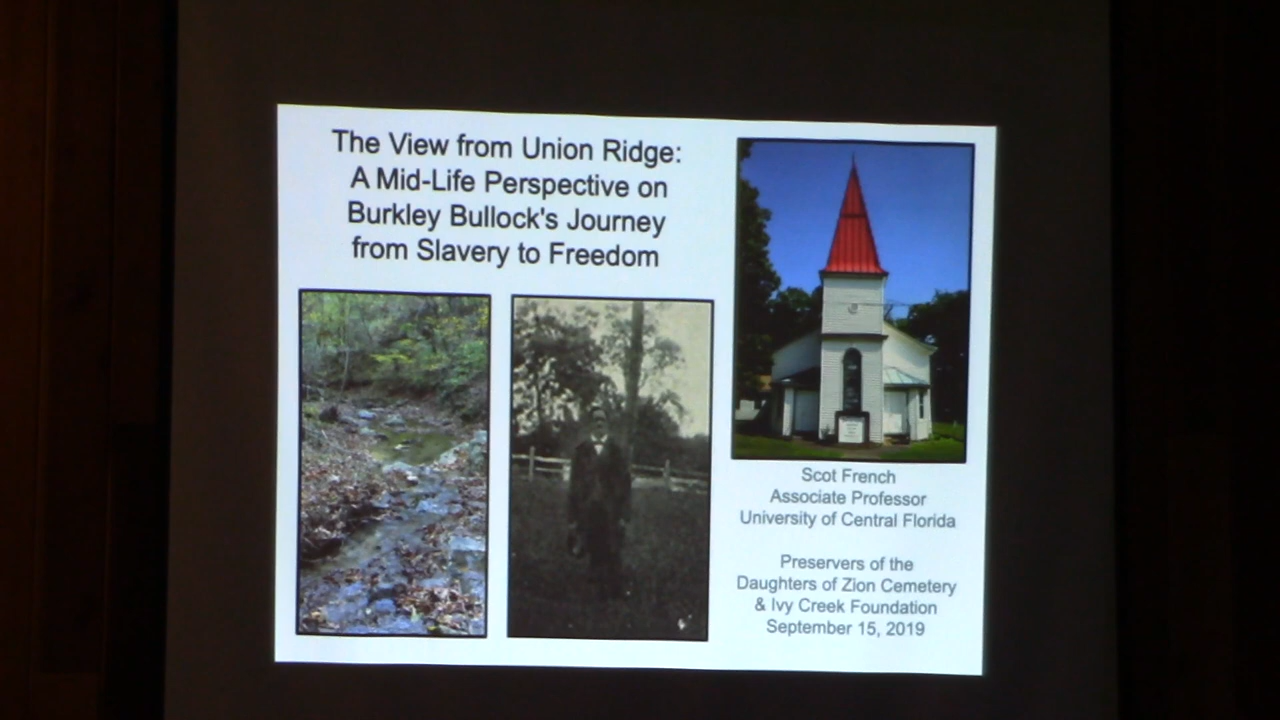 The View from Union Ridge:
A Mid-Life Perspective on
Burkley Bullock's Journey
from Slavery to Freedom
Scot French
Associate Professor
University of Central Florida
Preservers of the
Daughters of Zion Cemetery
& Ivy Creek Foundation
September 15, 2019